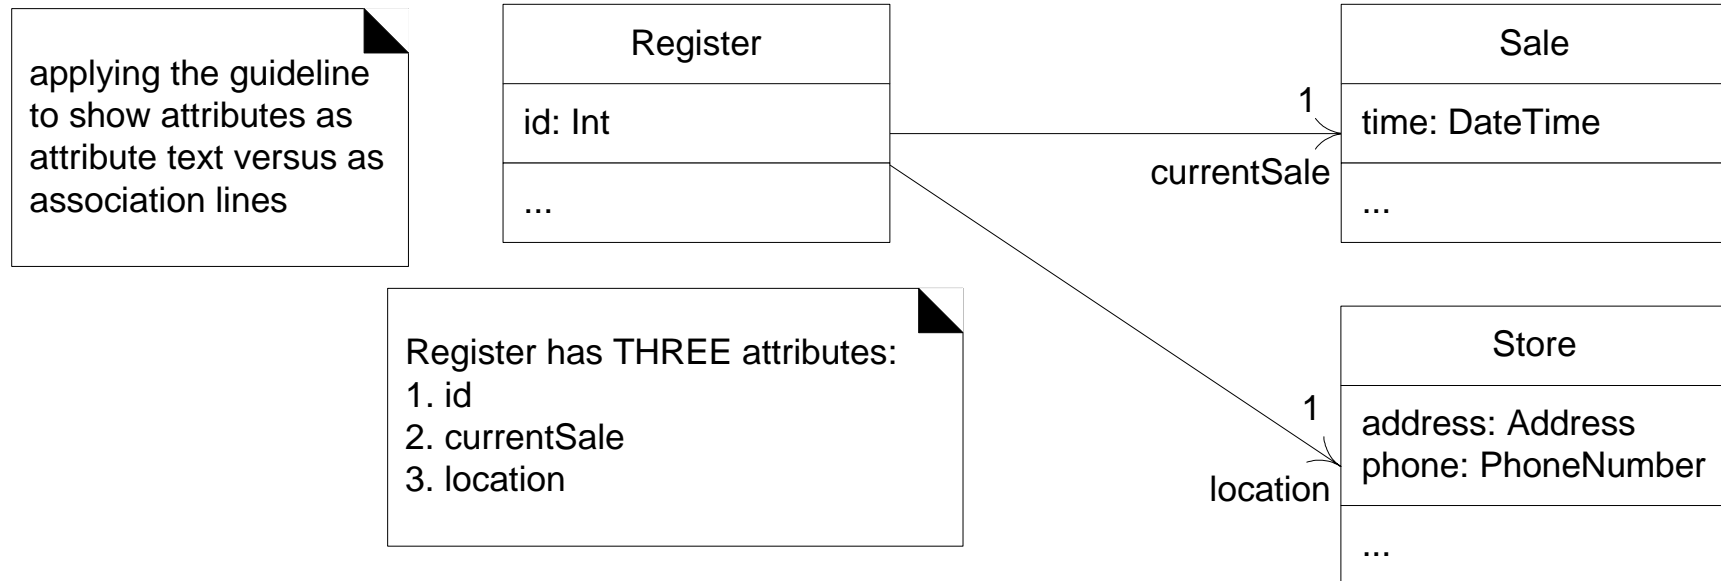 applying the guideline
to show attributes as
attribute text versus as
association lines
Register
id: Int
...
1
currentSale
Sale
time: DateTime
...
Register has THREE attributes:
1. id
2. currentSale
3. location
1
location
Store
address: Address
phone: PhoneNumber
...